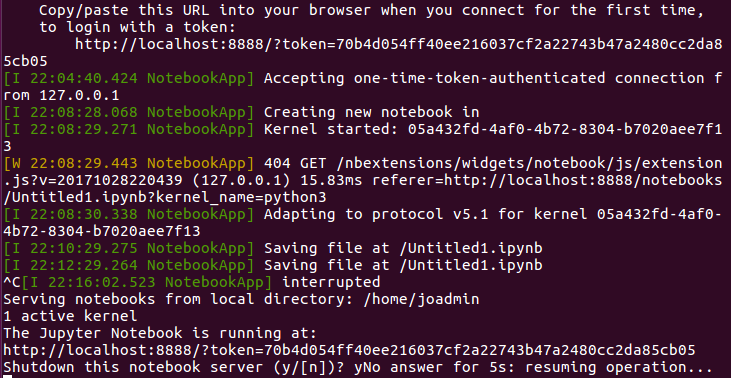 Copy/paste this URL into your browser when you connect for the first time,
to login with a token:
http://localhost:8888/?token=70b4d054ff40ee216037cf2a22743b47a2480cc2da8
5cb05
[I 22:04:40.424 NotebookApp] Accepting one-time-token-authenticated connection f
rom 127.0.0.1
[I 22:08:28.068 NotebookApp] Creating new notebook in
[I 22:08:29.271 NotebookApp] Kernel started: 05a432fd-4af0-4b72-8304-b7020aee7f1
3
[W 22:08:29.443 NotebookApp] 404 GET /nbextensions/widgets/notebook/js/extension
.js?v=20171028220439 (127.0.0.1) 15.83ms referer=http://localhost:8888/notebooks
/Untitled1.ipynb?kernel_name=python3
[I 22:08:30.338 NotebookApp] Adapting to protocol v5.1 for kernel 05a432fd-4af0-
4b72-8304-b7020aee7f13
[I 22:10:29.275 NotebookApp] Saving file at /Untitled1.ipynb
[I 22:12:29.264 NotebookApp] Saving file at /Untitled1.ipynb
^C[I 22:16:02.523 NotebookApp] interrupted
Serving notebooks from local directory: /home/joadmin
1 active kernel
The Jupyter Notebook is running at:
http://localhost:8888/?token=70b4d054ff40ee216037cf2a22743b47a2480cc2da85cb05
Shutdown this notebook server (y/[n])? yNo answer for 5s: resuming operation...